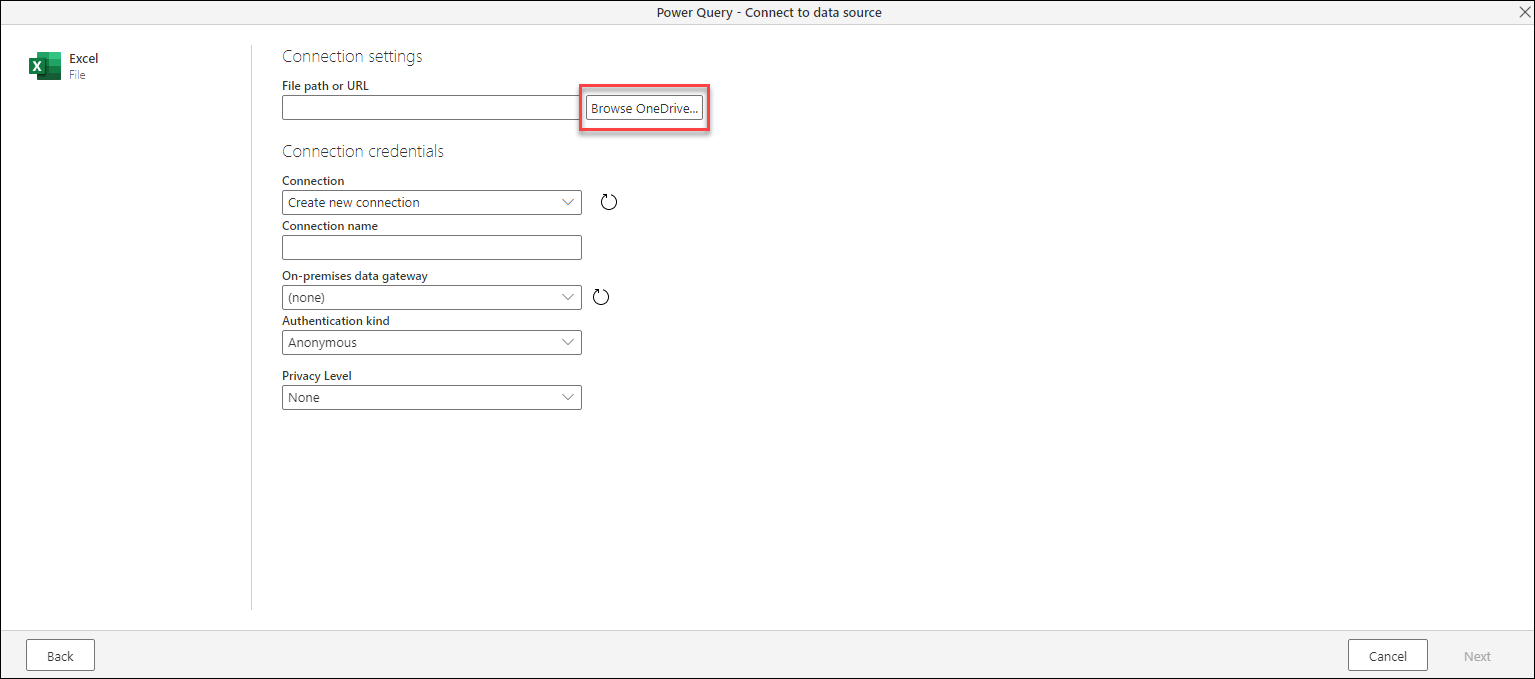 Power Query - Connect to data source
Excel
File
Connection settings
File path or URL
Browse OneDrive...
Connection credentials
Connection
Create new connection
Connection name
On-premises data gateway
(none)
Authentication kind
Anonymous
Privacy Level
None
Back
Cancel
Next